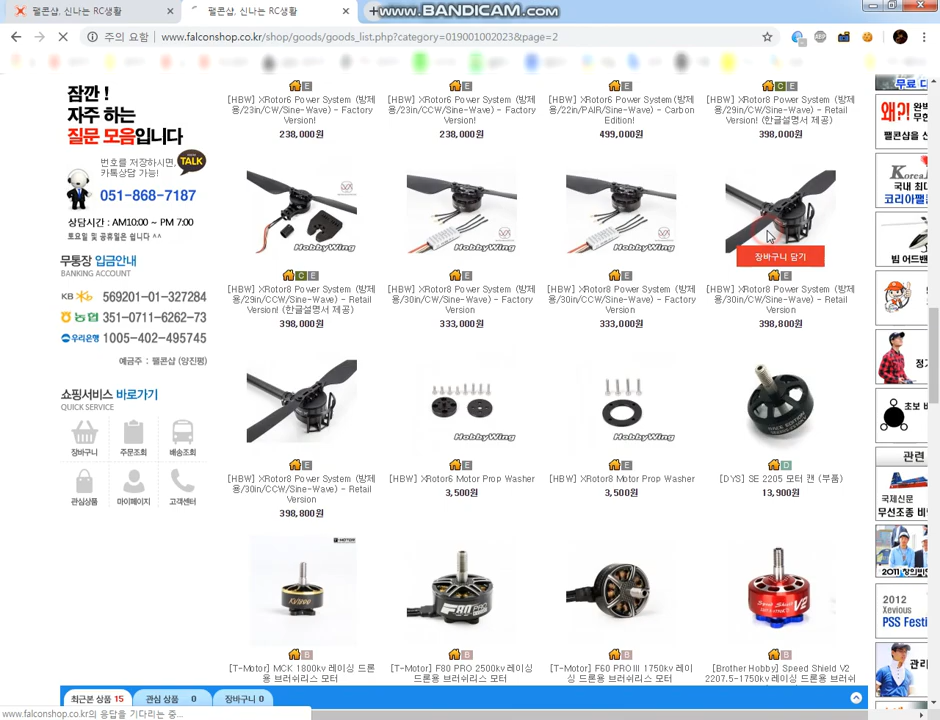 팰콘샵, 신나는 RC생활
팰콘샵, 신나는 RC생활
www.BANDICAM.com
주의 요함
www.falconshop.co.kr/shop/goods/goods_list.php?category=019001002023&page=2
잠깐 !
자주 하는
질문 모음입니다
번호를 저장하시면,
카톡상담 가능!
TALK
051-868-7187
상담시간 : AM10:00 ~ PM 7:00
토요일 및 공휴일은 쉽니다 ^^
무통장 입금안내
BANKING ACCOUNT
KB 569201-01-327284
농협 351-0711-6262-73
우리은행 1005-402-495745
예금주 : 팰콘샵 (양진평)
쇼핑서비스 바로가기
QUICK SERVICE
장바구니 주문조회 배송조회
관심상품 마이페이지 고객센터
E
E
E
C E
[HBW] XRotor6 Power System (방제
용/23in/CW/Sine-Wave) - Factory
Version!
238,000원
[HBW] XRotor6 Power System (방제
용/23in/CCW/Sine-Wave) - Factory
Version!
238,000원
[HBW] XRotor6 Power System (방제
용/22in/PAIR/Sine-Wave) - Carbon
Edition!
499,000원
[HBW] XRotor8 Power System (방제
용/29in/CW/Sine-Wave) - Retail
Version! (한글설명서 제공)
398,000원
HobbyWing
HobbyWing
HobbyWing
장바구니 담기
C E
E
E
E
[HBW] XRotor8 Power System (방제
용/29in/CCW/Sine-Wave) - Retail
Version! (한글설명서 제공)
398,000원
[HBW] XRotor8 Power System (방제
용/30in/CW/Sine-Wave) - Factory
Version
333,000원
[HBW] XRotor8 Power System (방제
용/30in/CCW/Sine-Wave) - Factory
Version
333,000원
[HBW] XRotor8 Power System (방제
용/30in/CW/Sine-Wave) - Retail
Version
398,800원
HobbyWing
HobbyWing
E
E
E
D
[HBW] XRotor8 Power System (방제
용/30in/CCW/Sine-Wave) - Retail
Version
398,800원
[HBW] XRotor6 Motor Prop Washer
3,500원
[HBW] XRotor8 Motor Prop Washer
3,500원
[DYS] SE 2205 모터 캔 (부품)
13,900원
B
B
B
B
[T-Motor] MCK 1800kv 레이싱 드론
용 브러쉬리스 모터
[T-Motor] F80 PRO 2500kv 레이싱
드론용 브러쉬리스 모터
[T-Motor] F60 PROIII 1750kv 레이
싱 드론용 브러쉬리스 모터
[Brother Hobby] Speed Shield V2
2207.5-1750kv 레이싱 드론용 브러쉬
무료 다
왜?!
KoreaF
국내 최대
코리아팰
빔 어드밴
정기
초보 비
관련
국제신문
무선조종 비
2012
Xevious
PSS Festi
관리
최근본 상품 15 관심 상품 0 장바구니 0
www.falconshop.co.kr의 응답을 기다리는 중...